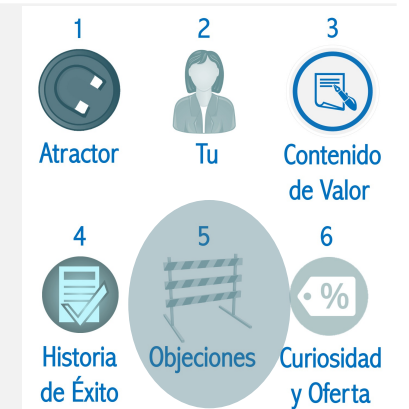 1
Atractor
2
Tu
3
Contenido
de Valor
4
Historia
de Éxito
5
Objeciones
6
%
Curiosidad
y Oferta